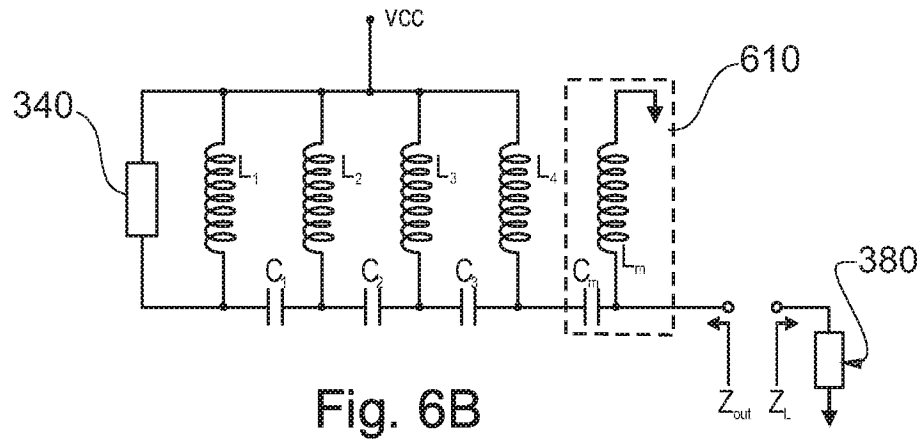 VCC
610
340
L₁
L₂
L₃
L₄
Lₘ
C₁
C₂
C₃
Cₘ
380
Zout
ZL
Fig. 6B